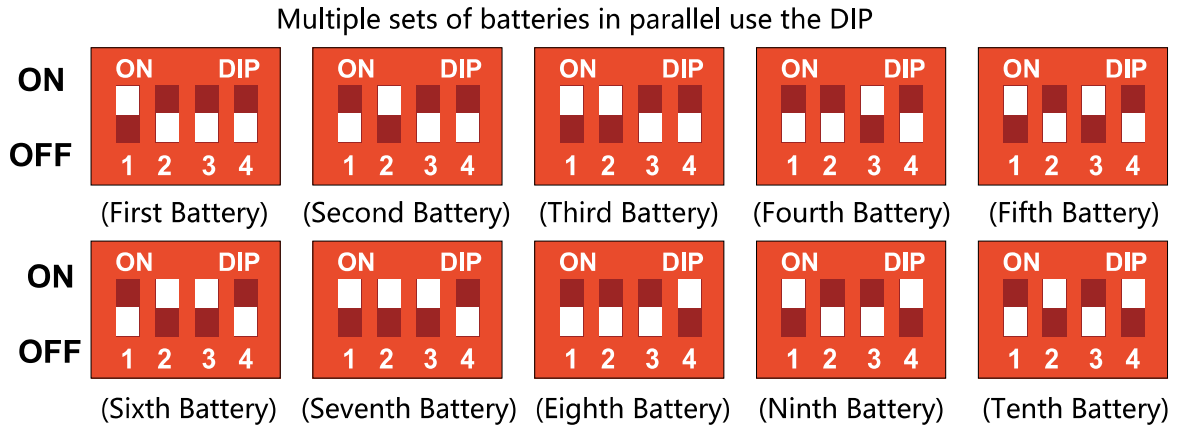 Multiple sets of batteries in parallel use the DIP
ON
OFF
ON DIP
1 2 3 4
(First Battery)
ON DIP
1 2 3 4
(Second Battery)
ON DIP
1 2 3 4
(Third Battery)
ON DIP
1 2 3 4
(Fourth Battery)
ON DIP
1 2 3 4
(Fifth Battery)
ON
OFF
ON DIP
1 2 3 4
(Sixth Battery)
ON DIP
1 2 3 4
(Seventh Battery)
ON DIP
1 2 3 4
(Eighth Battery)
ON DIP
1 2 3 4
(Ninth Battery)
ON DIP
1 2 3 4
(Tenth Battery)